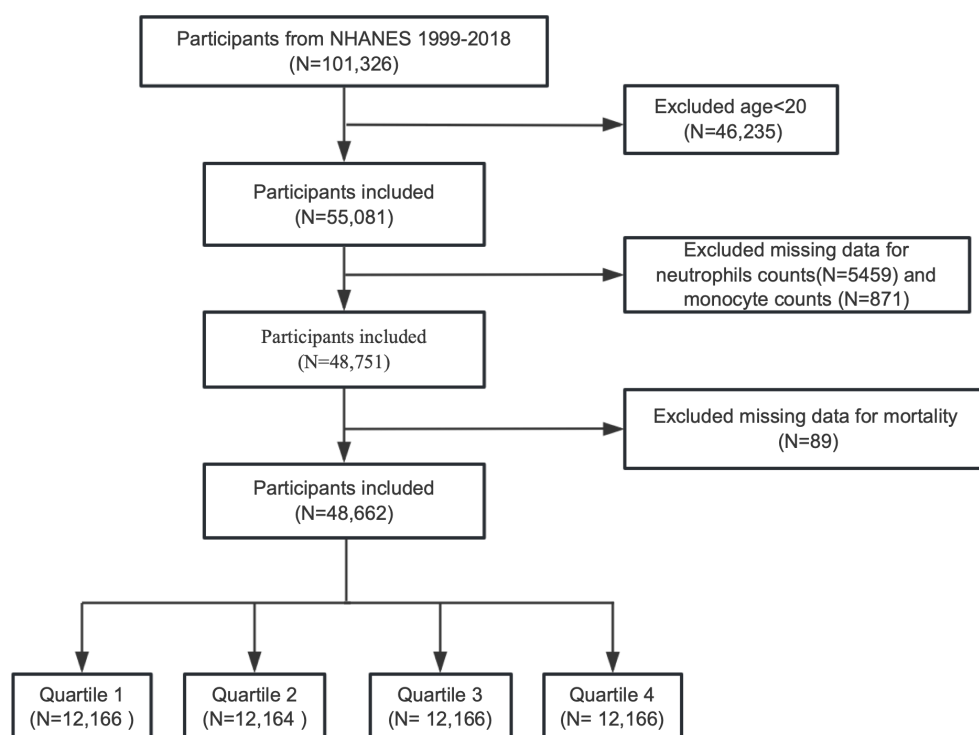 Participants from NHANES 1999-2018
(N=101,326)
Excluded age<20
(N=46,235)
Participants included
(N=55,081)
Excluded missing data for
neutrophils counts(N=5459) and
monocyte counts (N=871)
Participants included
(N=48,751)
Excluded missing data for mortality
(N=89)
Participants included
(N=48,662)
Quartile 1
(N=12,166 )
Quartile 2
(N=12,164 )
Quartile 3
(N= 12,166)
Quartile 4
(N= 12,166)